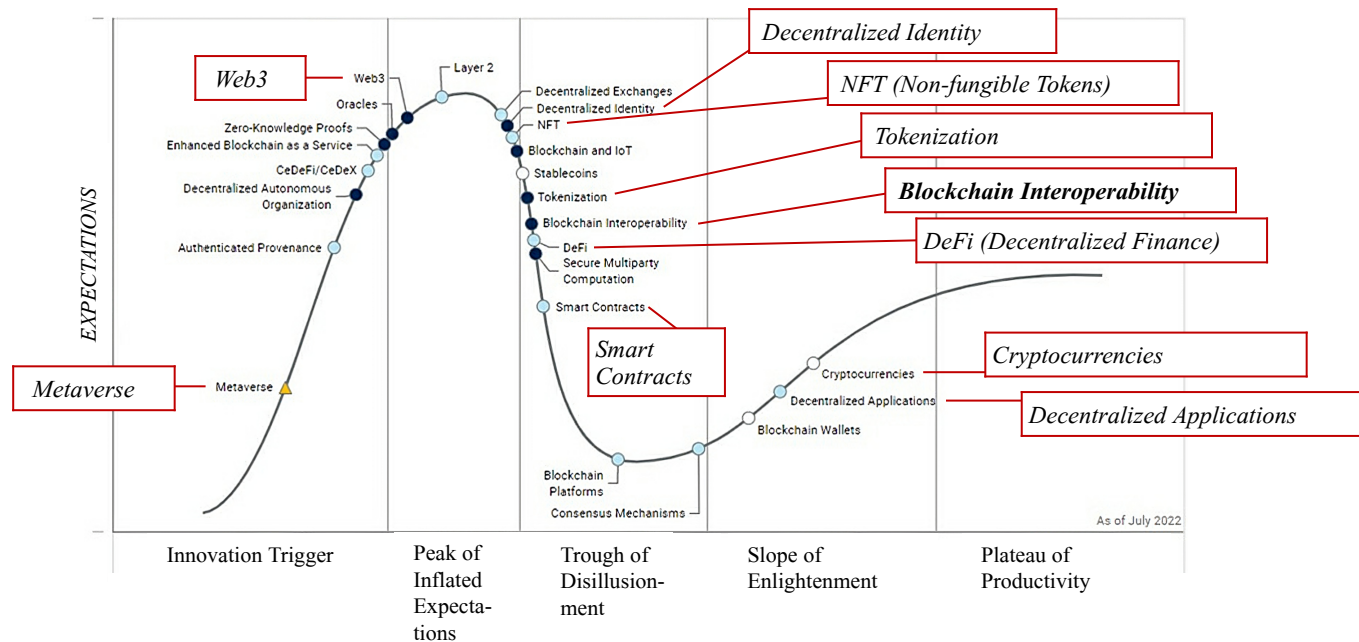 Decentralized Identity
Web3
Web3
Layer 2
NFT (Non-fungible Tokens)
Oracles
Decentralized Exchanges
Decentralized Identity
NFT
Zero-Knowledge Proofs
Enhanced Blockchain as a Service
Blockchain and IoT
Tokenization
CeDeFi/CeDeX
Stablecoins
Decentralized Autonomous
Organization
Tokenization
Blockchain Interoperability
Blockchain Interoperability
Authenticated Provenance
DeFi
DeFi (Decentralized Finance)
Secure Multiparty
Computation
EXPECTATIONS
Smart Contracts
Smart
Contracts
Cryptocurrencies
Cryptocurrencies
Metaverse
Metaverse
Decentralized Applications
Decentralized Applications
Blockchain Wallets
Blockchain
Platforms
Consensus Mechanisms
As of July 2022
Innovation Trigger
Peak of
Inflated
Expecta-
tions
Trough of
Disillusion-
ment
Slope of
Enlightenment
Plateau of
Productivity